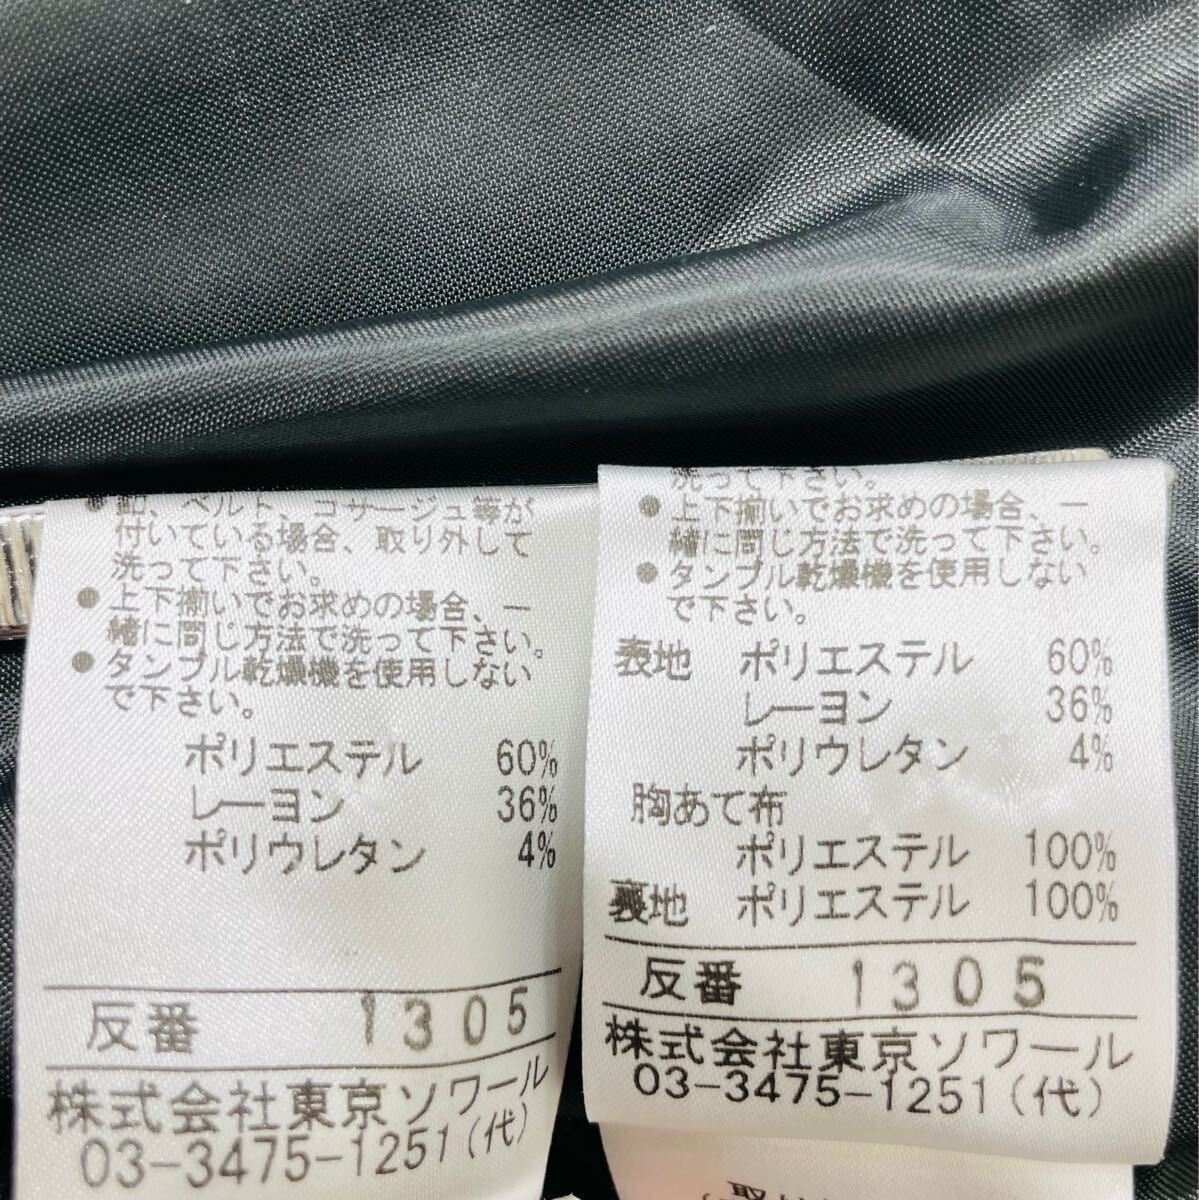 、ベルト、コサージュ等が
付いている場合、取り外して
洗って下さい。
●上下揃いでお求めの場合、一
緒に同じ方法で洗って下さい。
●タンブル乾燥機を使用しない
で下さい。
ポリエステル 60%
レーヨン 36%
ポリウレタン 4%
反番 1305
株式会社東京ソワール
03-3475-1251(代)
洗って下さい。
●上下揃いでお求めの場合、一
緒に同じ方法で洗って下さい。
●タンブル乾燥機を使用しない
で下さい。
表地 ポリエステル 60%
レーヨン 36%
ポリウレタン 4%
胸あて布
ポリエステル 100%
裏地 ポリエステル 100%
反番 1305
株式会社東京ソワール
03-3475-1251(代)